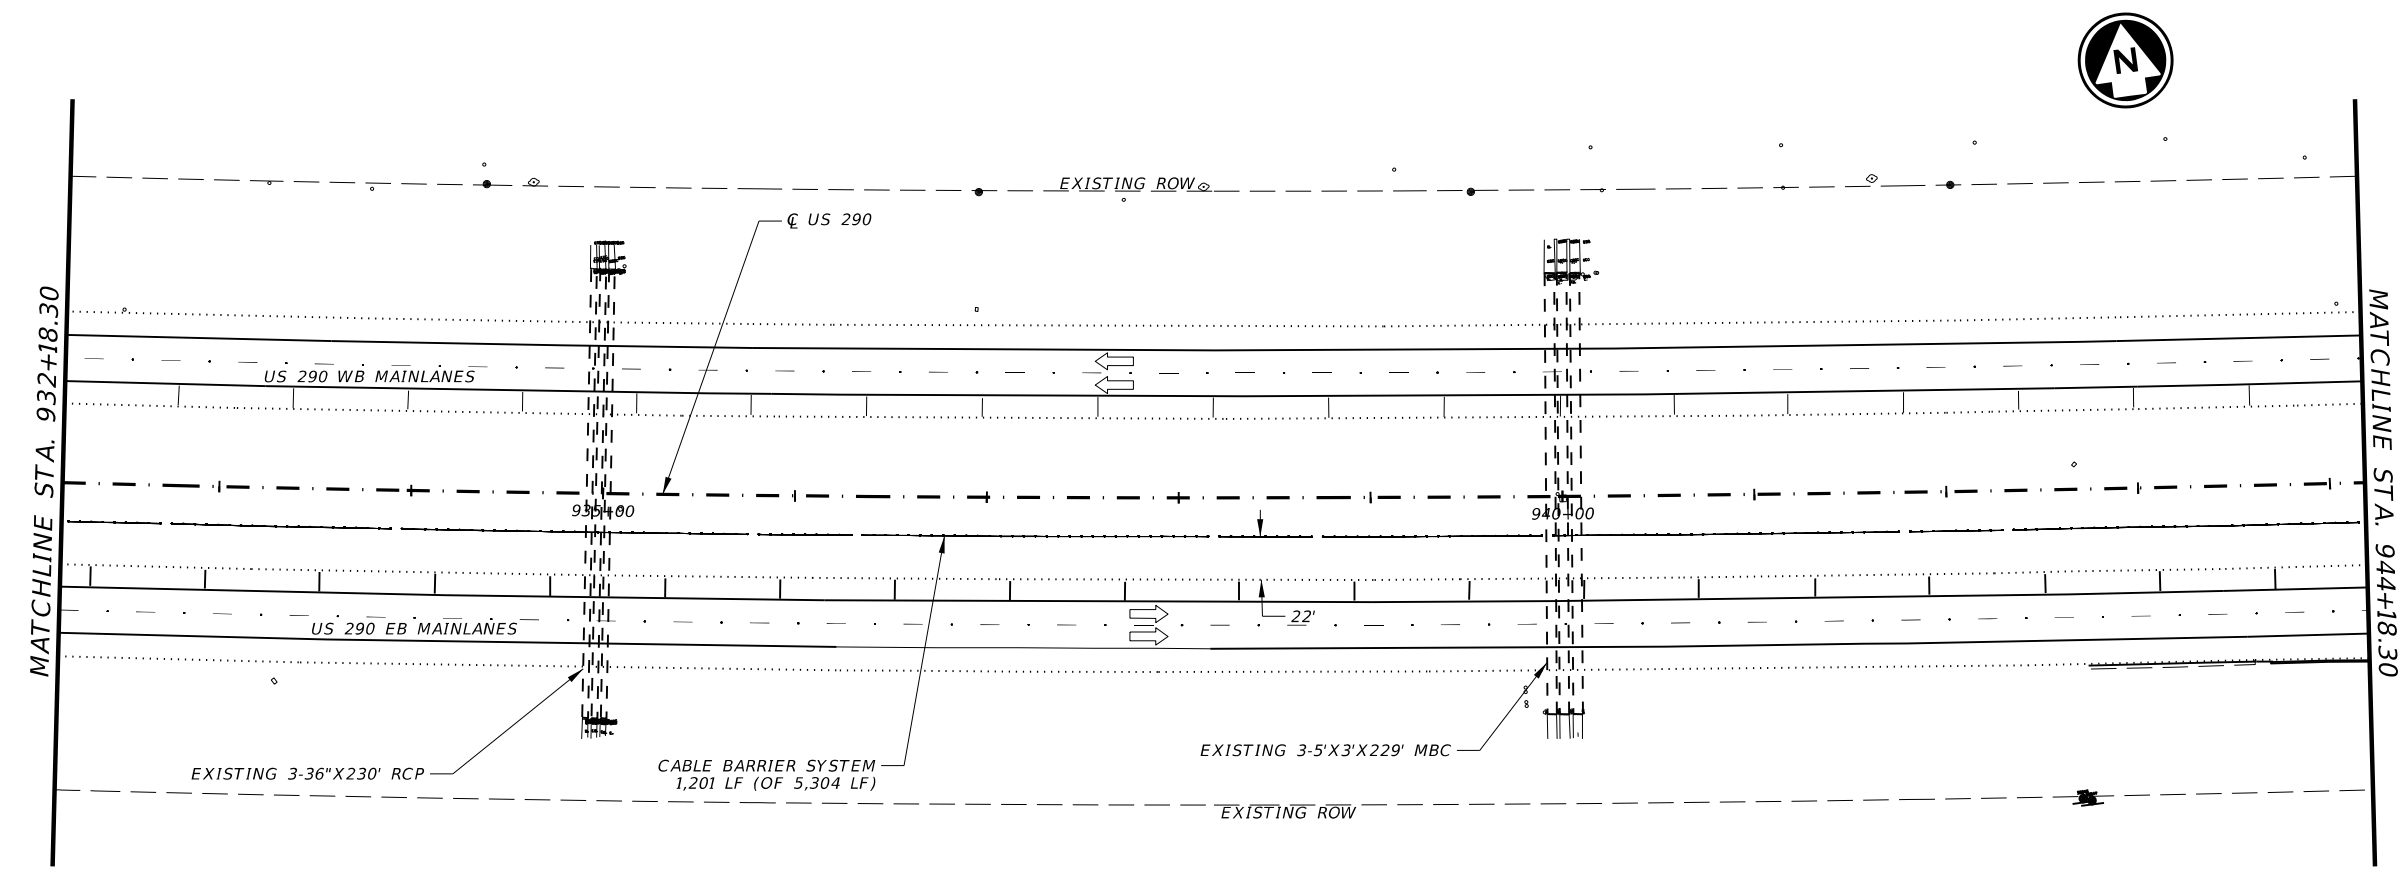 N
EXISTING ROW
℄ US 290
MATCHLINE STA. 932+18.30
MATCHLINE STA. 944+18.30
US 290 WB MAINLANES
935+00
940+00
22'
US 290 EB MAINLANES
EXISTING 3-5'X3'X229' MBC
EXISTING 3-36"X230' RCP
CABLE BARRIER SYSTEM
1,201 LF (OF 5,304 LF)
EXISTING ROW